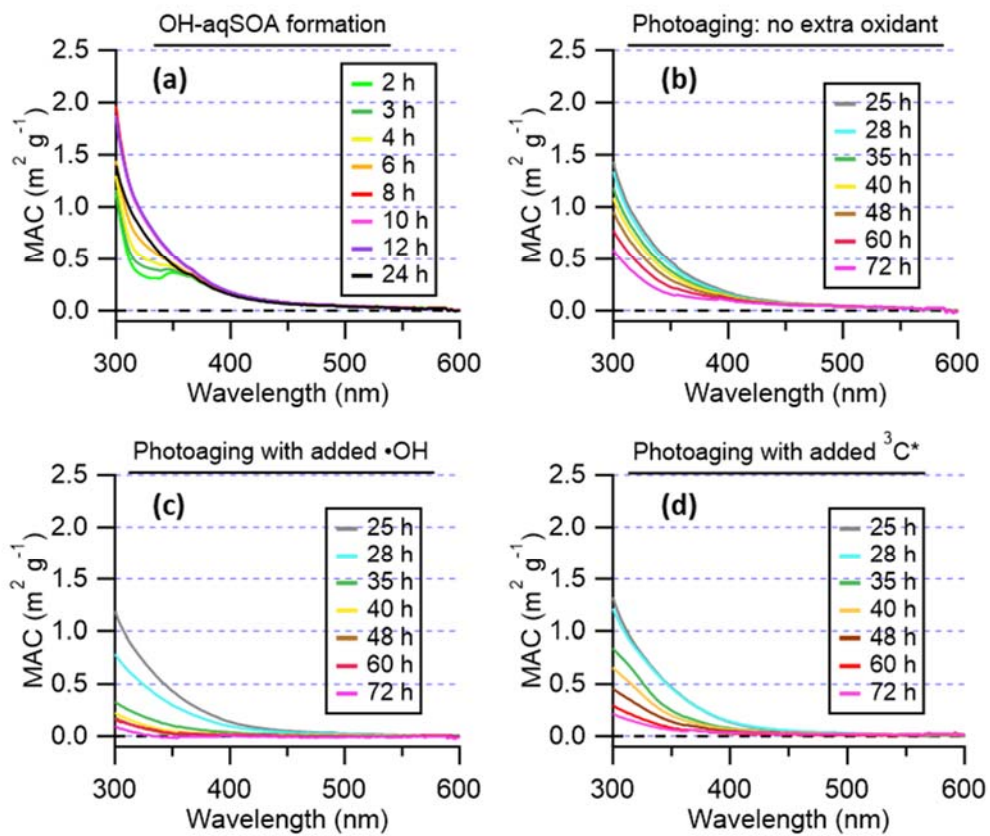 OH-aqSOA formation
(a)
MAC (m² g⁻¹)
2.5
2.0
1.5
1.0
0.5
0.0
2 h
3 h
4 h
6 h
8 h
10 h
12 h
24 h
300 400 500 600
Wavelength (nm)
Photoaging: no extra oxidant
(b)
MAC (m² g⁻¹)
2.5
2.0
1.5
1.0
0.5
0.0
25 h
28 h
35 h
40 h
48 h
60 h
72 h
300 400 500 600
Wavelength (nm)
Photoaging with added •OH
(c)
MAC (m² g⁻¹)
2.5
2.0
1.5
1.0
0.5
0.0
25 h
28 h
35 h
40 h
48 h
60 h
72 h
300 400 500 600
Wavelength (nm)
Photoaging with added ³C*
(d)
MAC (m² g⁻¹)
2.5
2.0
1.5
1.0
0.5
0.0
25 h
28 h
35 h
40 h
48 h
60 h
72 h
300 400 500 600
Wavelength (nm)